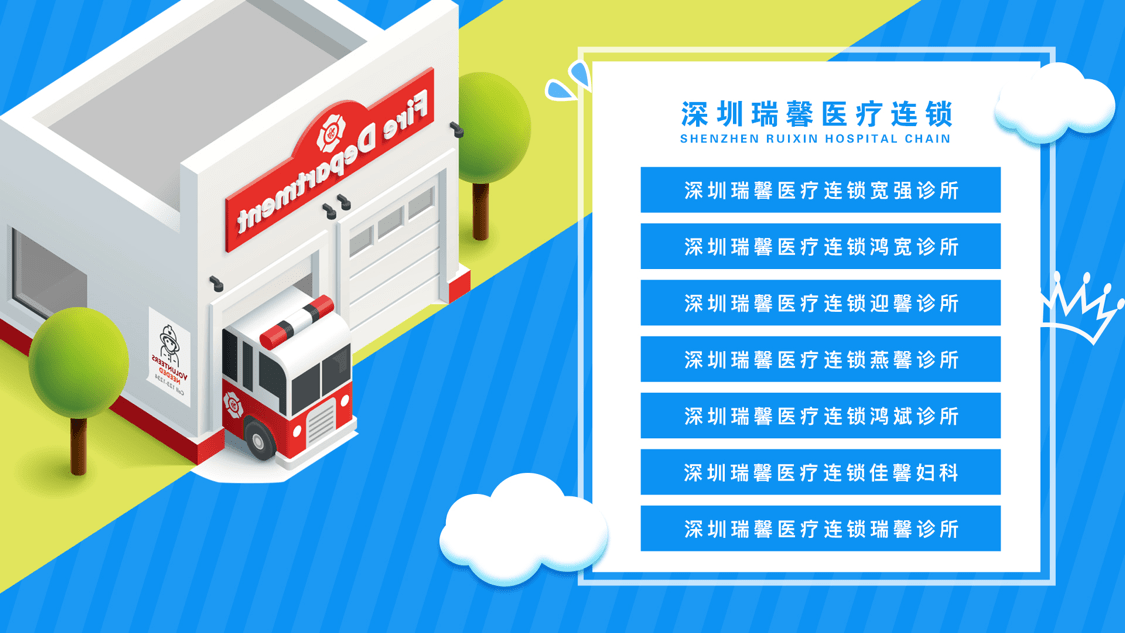 Fire Department
VOLUNTEERS
NEEDED
Call 123-1234
深圳瑞馨医疗连锁
SHENZHEN RUIXIN HOSPITAL CHAIN
深圳瑞馨医疗连锁宽强诊所
深圳瑞馨医疗连锁鸿宽诊所
深圳瑞馨医疗连锁迎馨诊所
深圳瑞馨医疗连锁燕馨诊所
深圳瑞馨医疗连锁鸿斌诊所
深圳瑞馨医疗连锁佳馨妇科
深圳瑞馨医疗连锁瑞馨诊所